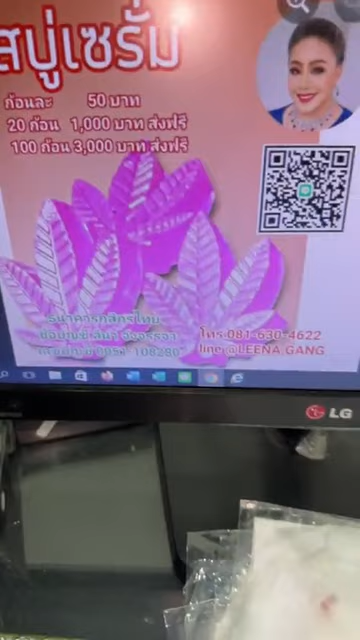 สบู่เซรั่ม
ก้อนละ 50 บาท
20 ก้อน 1,000 บาท ส่งฟรี
100 ก้อน 3,000 บาท ส่งฟรี
ธนาคารกสิกรไทย
โทร.081-630-4622
line @LEENA.GANG
LG